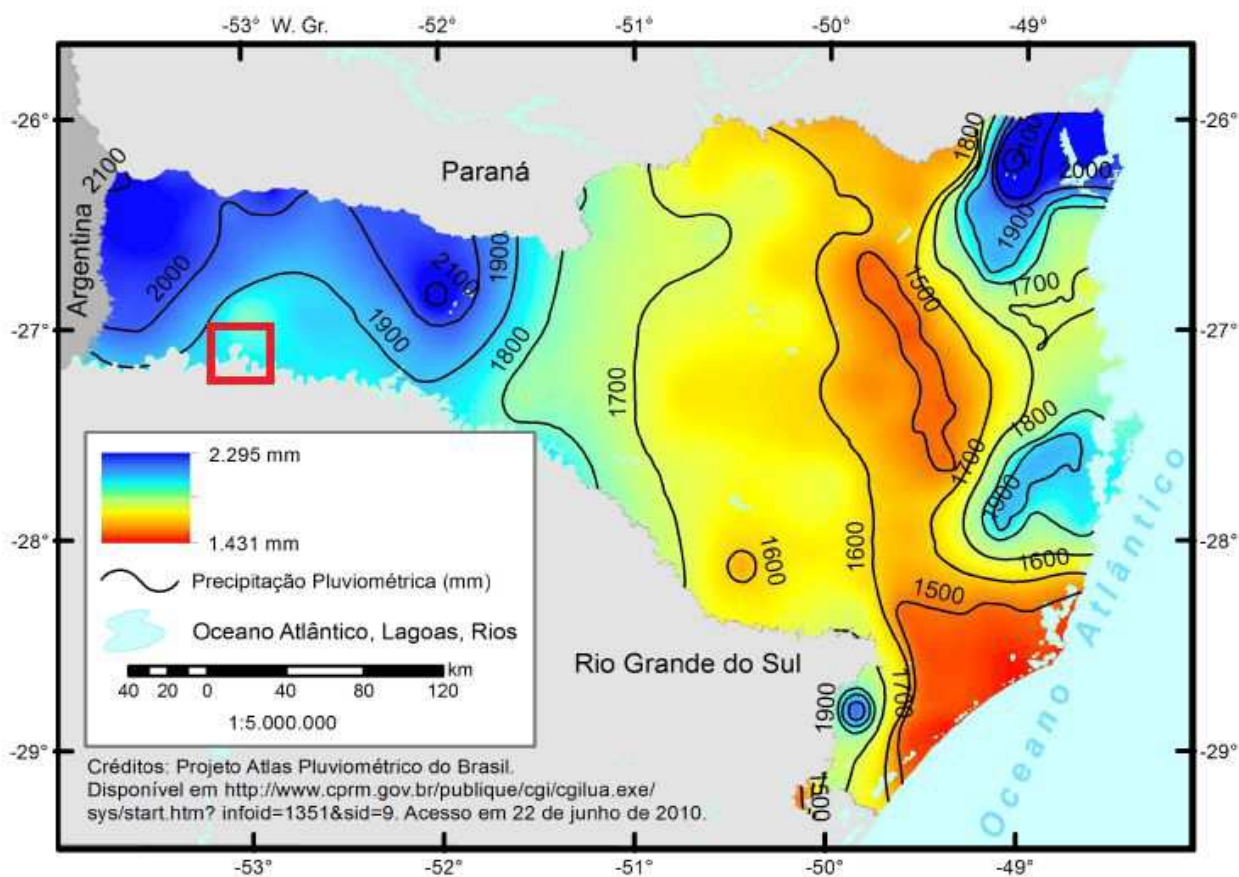 -53° W. Gr. -52° -51° -50° -49°
-26° -26°
1800 2100
2000
2100 Paraná
Argentina
2000 2100 1900 1900
1700
1500
-27° -27°
1900 1800
1700
1800
1700
1900
2.295 mm
1.431 mm
-28° -28°
1600 1600 1600
1500
Precipitação Pluviométrica (mm)
Oceano Atlântico, Lagoas, Rios
Oceano Atlântico
Rio Grande do Sul
40 20 0 40 80 120 km
1:5.000.000
1900 1700
-29° -29°
1500
Créditos: Projeto Atlas Pluviométrico do Brasil.
Disponível em http://www.cprm.gov.br/publique/cgi/cgilua.exe/
sys/start.htm? infoid=1351&sid=9. Acesso em 22 de junho de 2010.
-53° -52° -51° -50° -49°